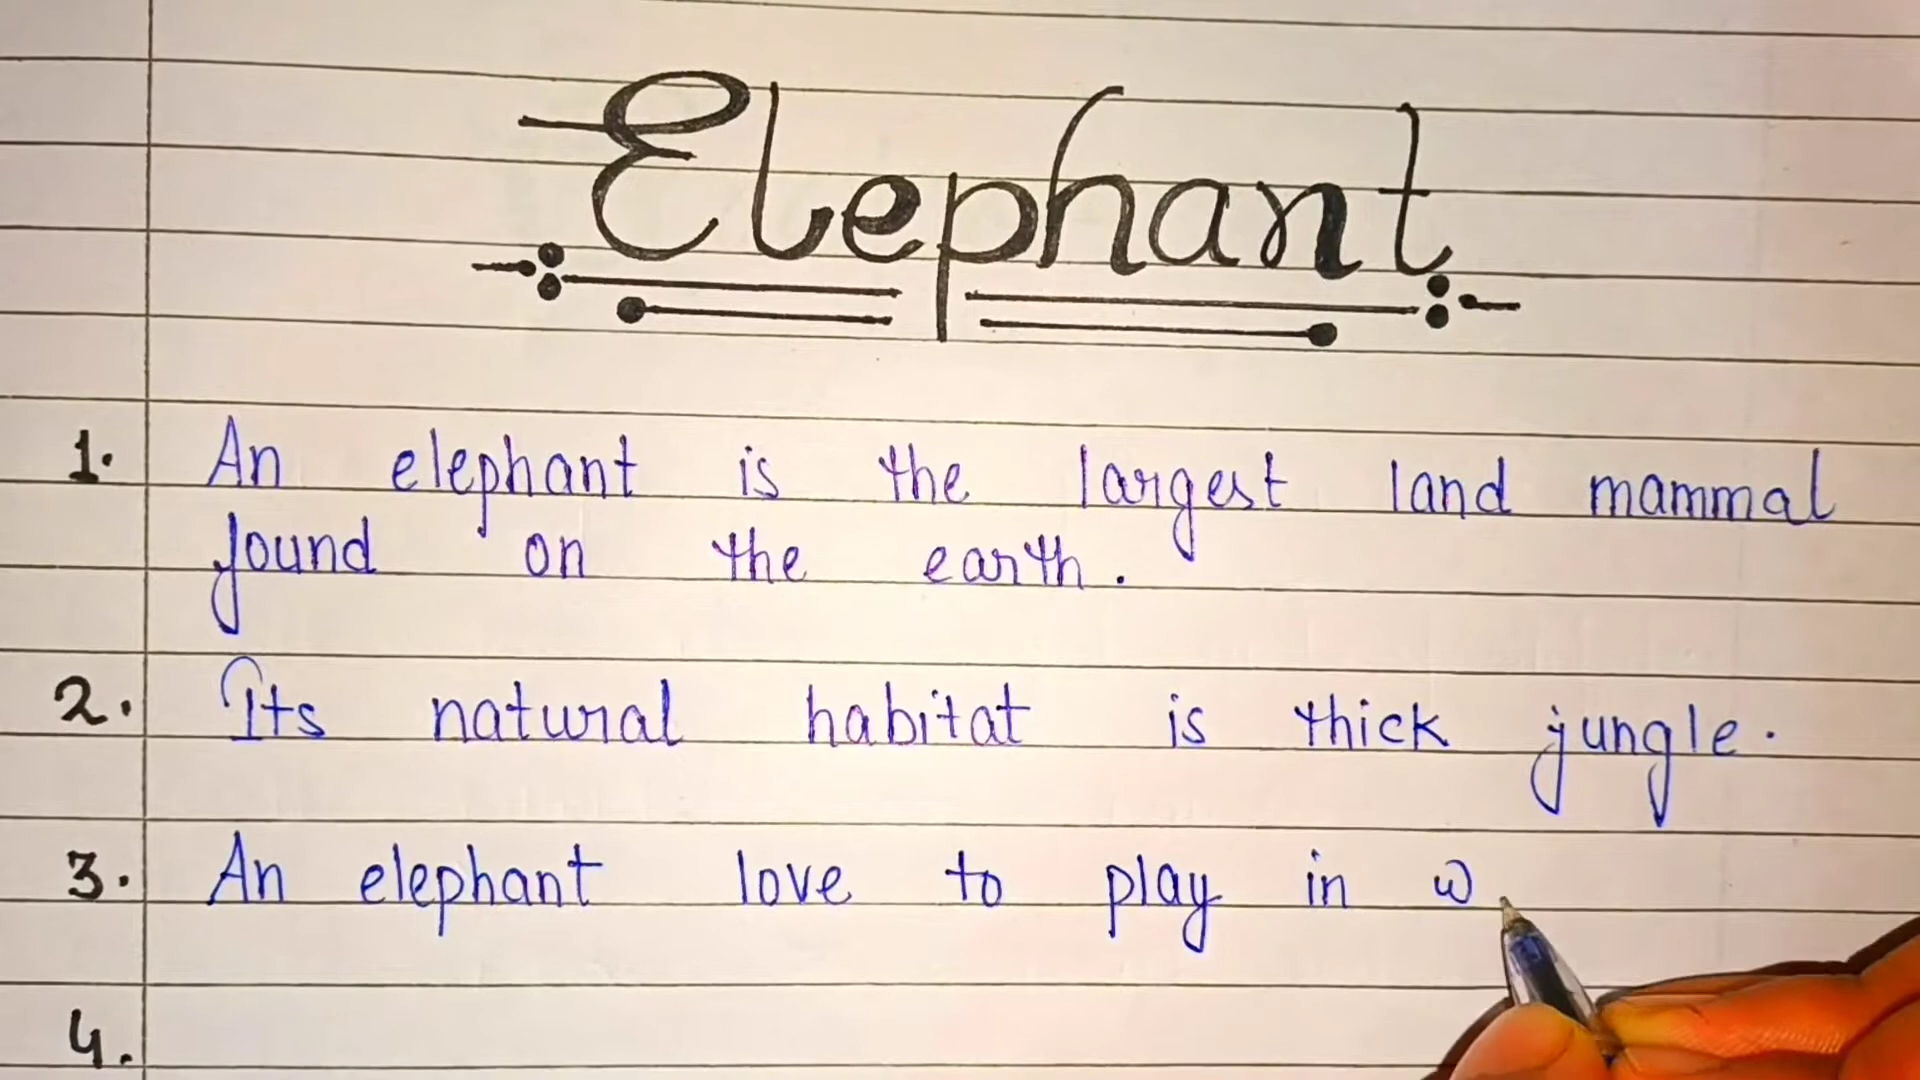 Elephant
1. An elephant is the largest land mammal
found on the earth.
2. Its natural habitat is thick jungle.
3. An elephant love to play in w
4.